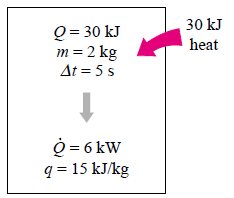 Q = 30 kJ
m = 2 kg
Δt = 5 s
30 kJ
heat
Q̇ = 6 kW
q = 15 kJ/kg